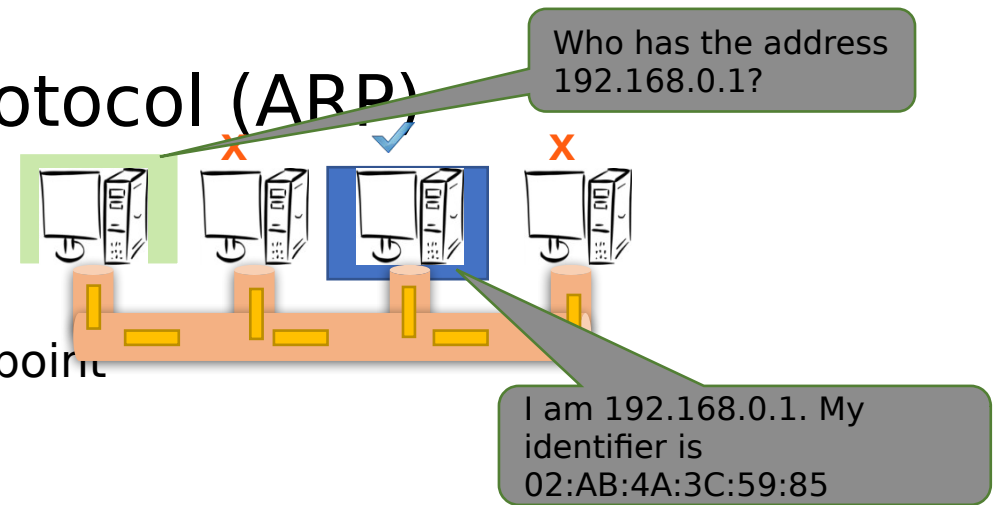 Who has the address
192.168.0.1?
otocol (ARP)
X
X
point
I am 192.168.0.1. My
identifier is
02:AB:4A:3C:59:85